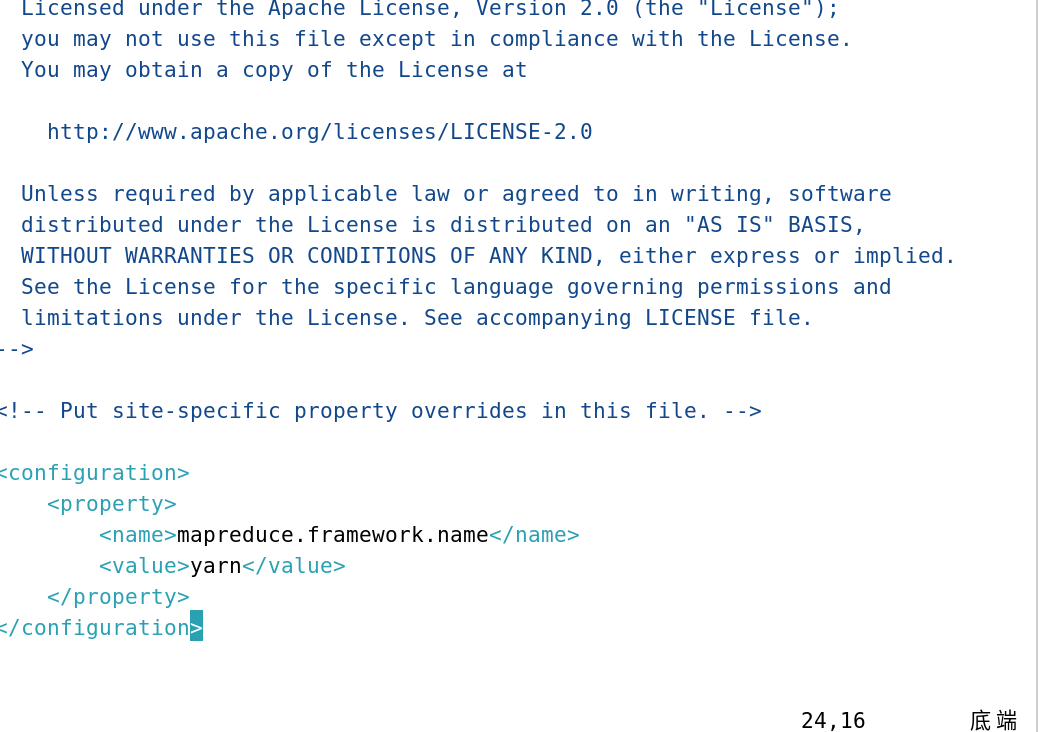 Licensed under the Apache License, Version 2.0 (the "License");
you may not use this file except in compliance with the License.
You may obtain a copy of the License at
http://www.apache.org/licenses/LICENSE-2.0
Unless required by applicable law or agreed to in writing, software
distributed under the License is distributed on an "AS IS" BASIS,
WITHOUT WARRANTIES OR CONDITIONS OF ANY KIND, either express or implied.
See the License for the specific language governing permissions and
limitations under the License. See accompanying LICENSE file.
-->
<!-- Put site-specific property overrides in this file. -->
<configuration>
<property>
<name>mapreduce.framework.name</name>
<value>yarn</value>
</property>
</configuration>
24,16 底端